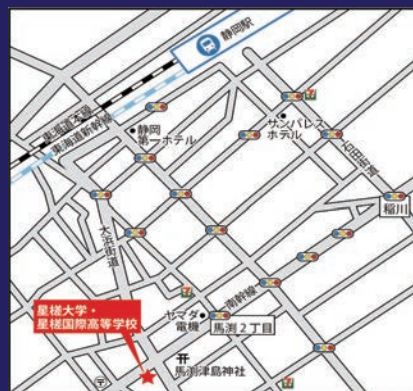 静岡駅
東海道本線
東海道新幹線
静岡
第一ホテル
サンパレス
ホテル
石田街道
稲川
大浜街道
南幹線
ヤマダ
電機
馬渕2丁目
星槎大学・
星槎国際高等学校
馬渕津島神社